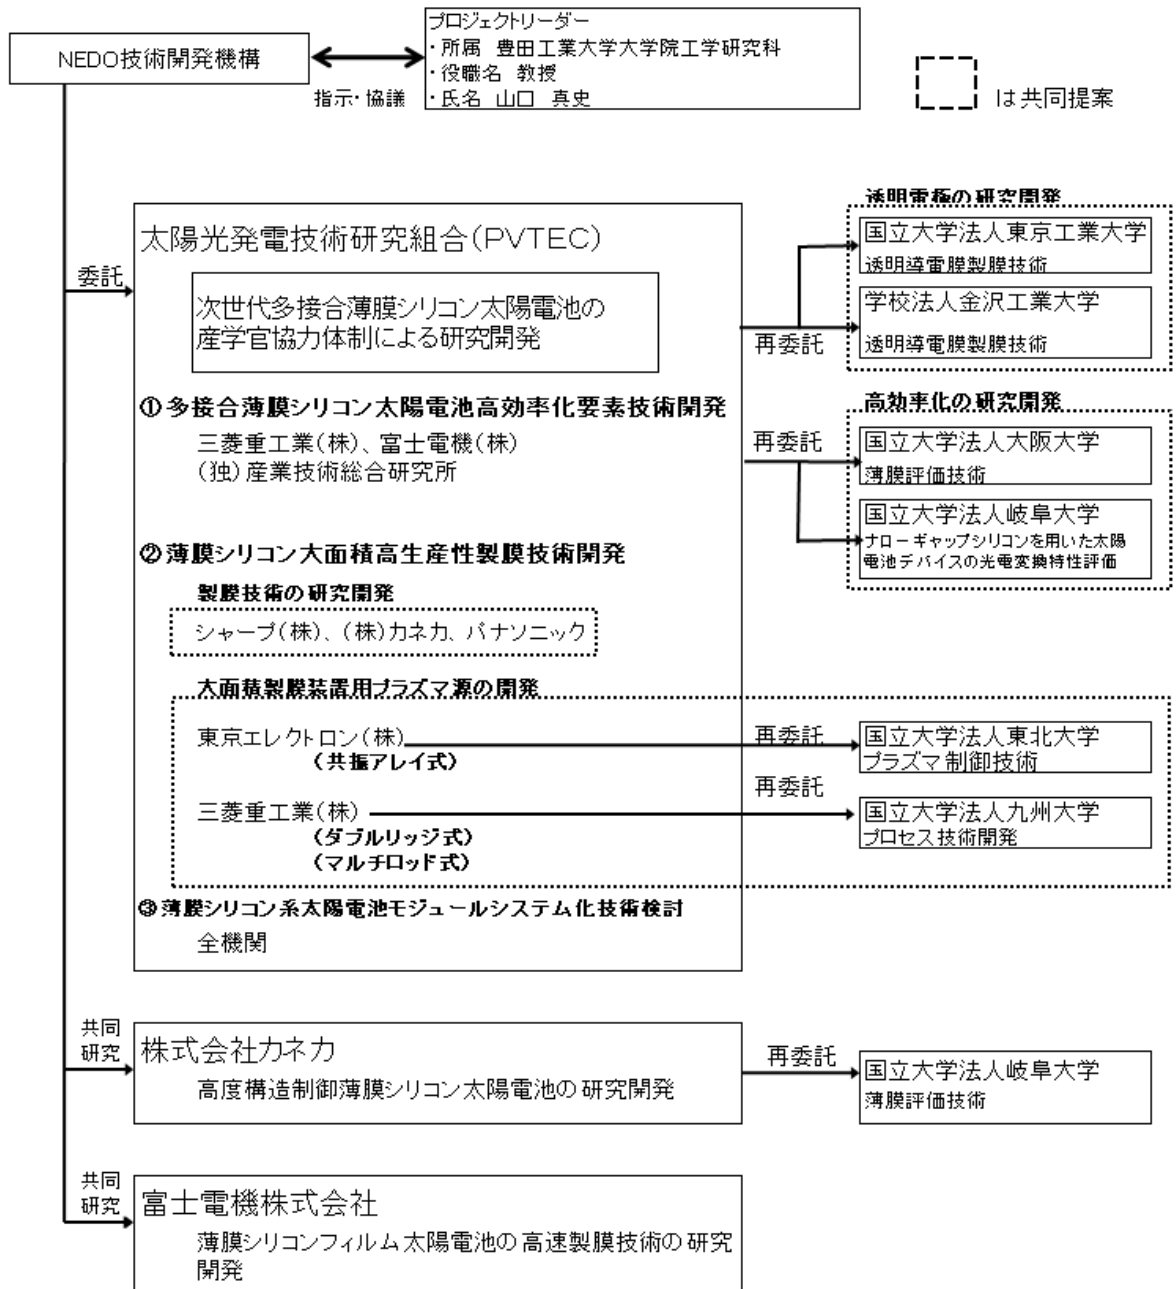 NEDO技術開発機構
指示・協議
プロジェクトリーダー
・所属 豊田工業大学大学院工学研究科
・役職名 教授
・氏名 山口 真史
は共同提案
委託
太陽光発電技術研究組合(PVTEC)
次世代多接合薄膜シリコン太陽電池の
産学官協力体制による研究開発
①多接合薄膜シリコン太陽電池高効率化要素技術開発
三菱重工業(株)、富士電機(株)
(独)産業技術総合研究所
再委託
透明電極の研究開発
国立大学法人東京工業大学
透明導電膜製膜技術
学校法人金沢工業大学
透明導電膜製膜技術
再委託
高効率化の研究開発
国立大学法人大阪大学
薄膜評価技術
国立大学法人岐阜大学
ナローギャップシリコンを用いた太陽
電池デバイスの光電変換特性評価
②薄膜シリコン大面積高生産性製膜技術開発
製膜技術の研究開発
シャープ(株)、(株)カネカ、パナソニック
大面積製膜装置用プラズマ源の開発
東京エレクトロン(株)
(共振アレイ式)
再委託
国立大学法人東北大学
プラズマ制御技術
三菱重工業(株)
(ダブルリッジ式)
(マルチロッド式)
再委託
国立大学法人九州大学
プロセス技術開発
③薄膜シリコン系太陽電池モジュールシステム化技術検討
全機関
共同
研究
株式会社カネカ
高度構造制御薄膜シリコン太陽電池の研究開発
再委託
国立大学法人岐阜大学
薄膜評価技術
共同
研究
富士電機株式会社
薄膜シリコンフィルム太陽電池の高速製膜技術の研究
開発